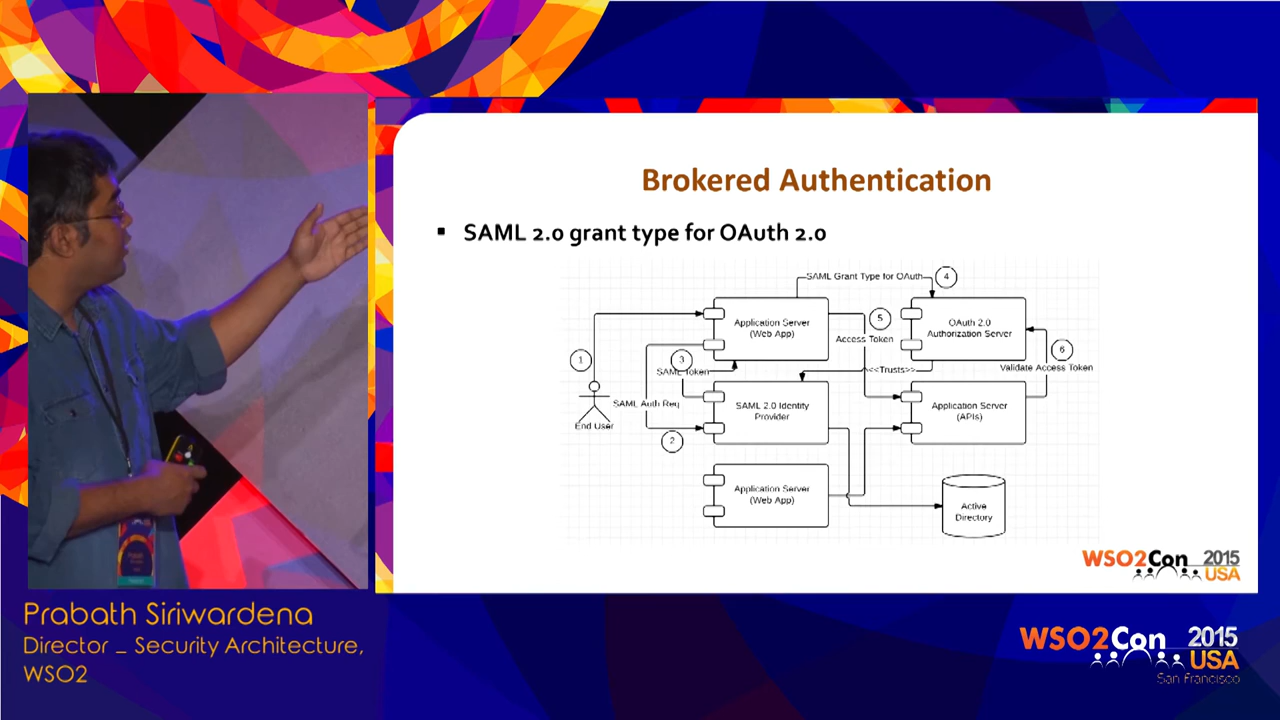 Brokered Authentication
▪ SAML 2.0 grant type for OAuth 2.0
SAML Grant Type for OAuth
4
Application Server
(Web App)
5
Access Token
OAuth 2.0
Authorization Server
6
Validate Access Token
1
3
SAML Token
<<Trusts>>
SAML Auth Req
End User
2
SAML 2.0 Identity
Provider
Application Server
(APIs)
Application Server
(Web App)
Active
Directory
WSO2Con 2015
USA
Prabath Siriwardena
Director _ Security Architecture,
WSO2
WSO2Con 2015
USA
San Francisco